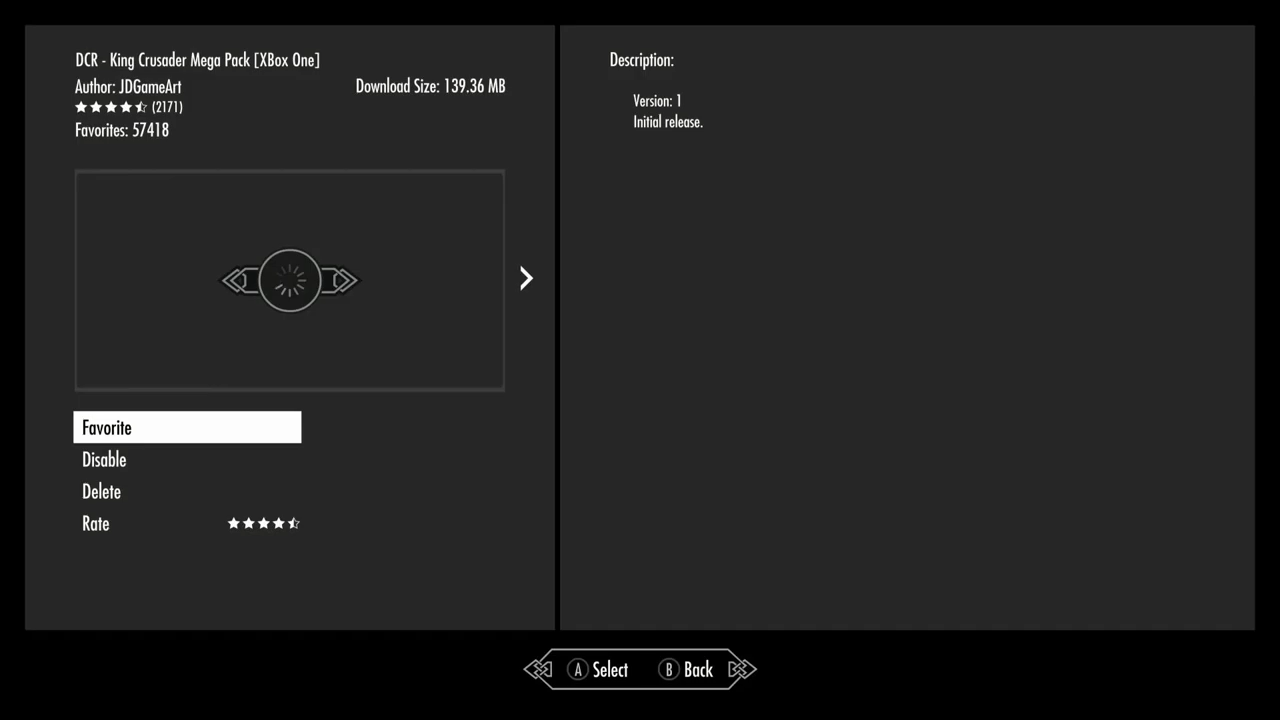 DCR - King Crusader Mega Pack [XBox One]
Author: JDGameArt
Download Size: 139.36 MB
(2171)
Favorites: 57418
Favorite
Disable
Delete
Rate
Description:
Version: 1
Initial release.
A Select
B Back